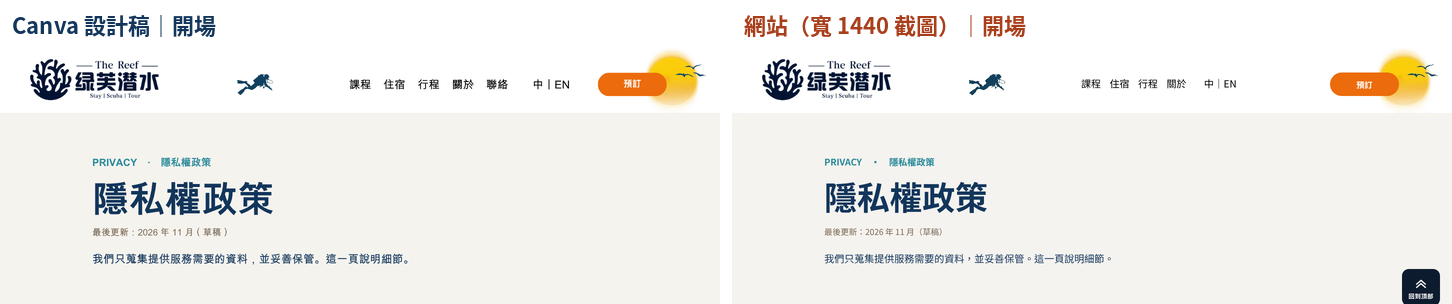 Canva 設計稿｜開場
The Reef
绿芙潜水
Stay | Scuba | Tour
課程 住宿 行程 關於 聯絡 中｜EN
預訂
PRIVACY · 隱私權政策
隱私權政策
最後更新：2026 年 11 月（草稿）
我們只蒐集提供服務需要的資料，並妥善保管。這一頁說明細節。
網站（寬 1440 截圖）｜開場
The Reef
绿芙潜水
Stay | Scuba | Tour
課程 住宿 行程 關於 中｜EN
預訂
PRIVACY · 隱私權政策
隱私權政策
最後更新：2026 年 11 月（草稿）
我們只蒐集提供服務需要的資料，並妥善保管。這一頁說明細節。
回到頂部